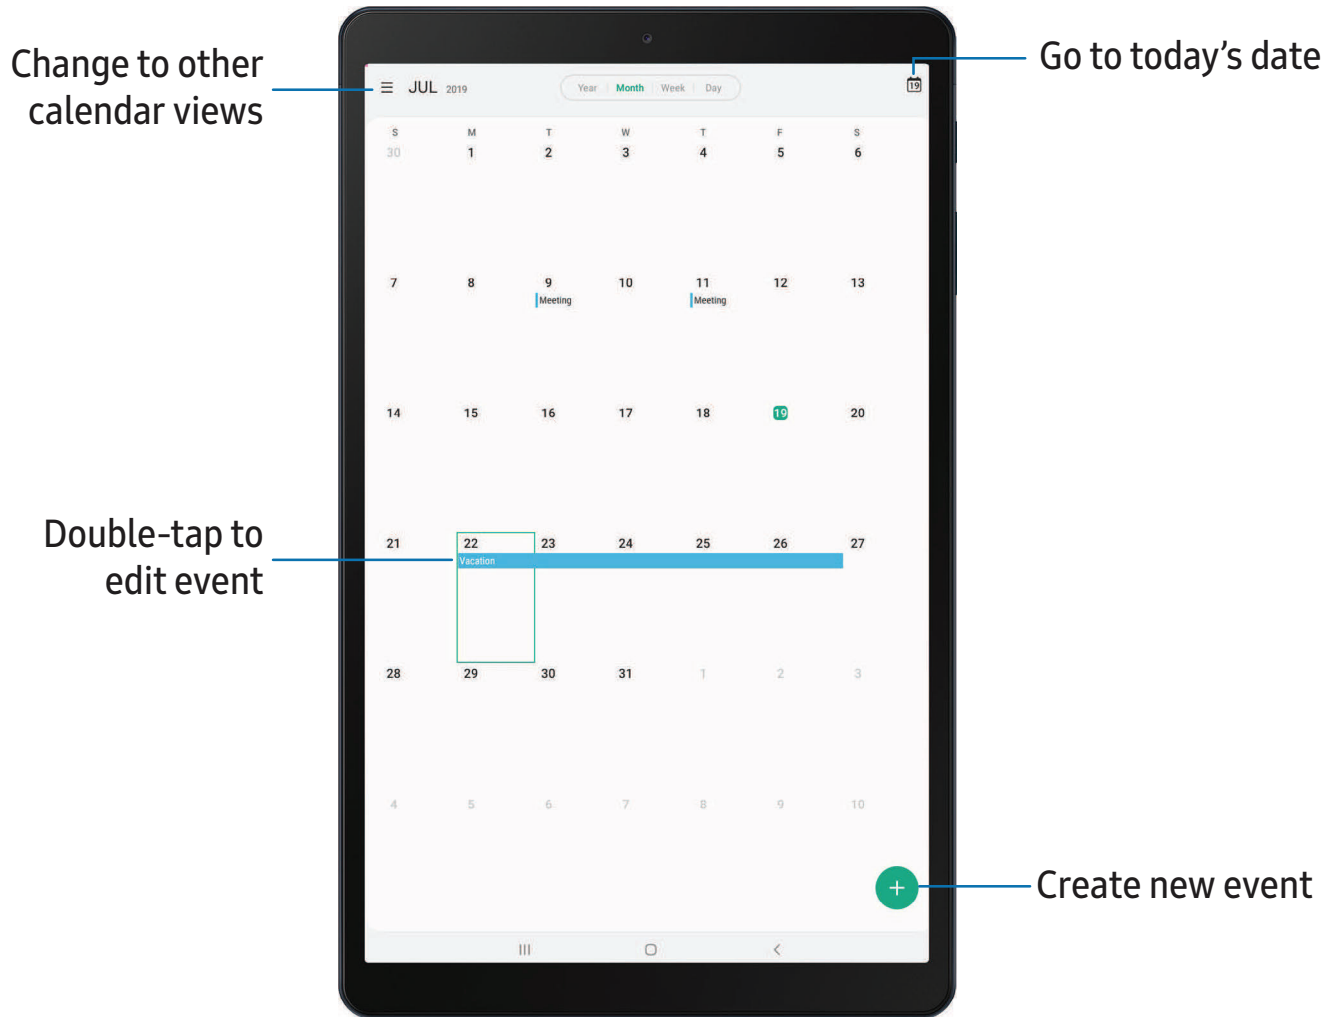 Change to other
calendar views
Go to today’s date
JUL 2019
Year Month Week Day
19
S M T W T F S
30 1 2 3 4 5 6
7 8 9 10 11 12 13
Meeting Meeting
14 15 16 17 18 19 20
Double-tap to
edit event
21 22 23 24 25 26 27
Vacation
28 29 30 31 1 2 3
4 5 6 7 8 9 10
Create new event